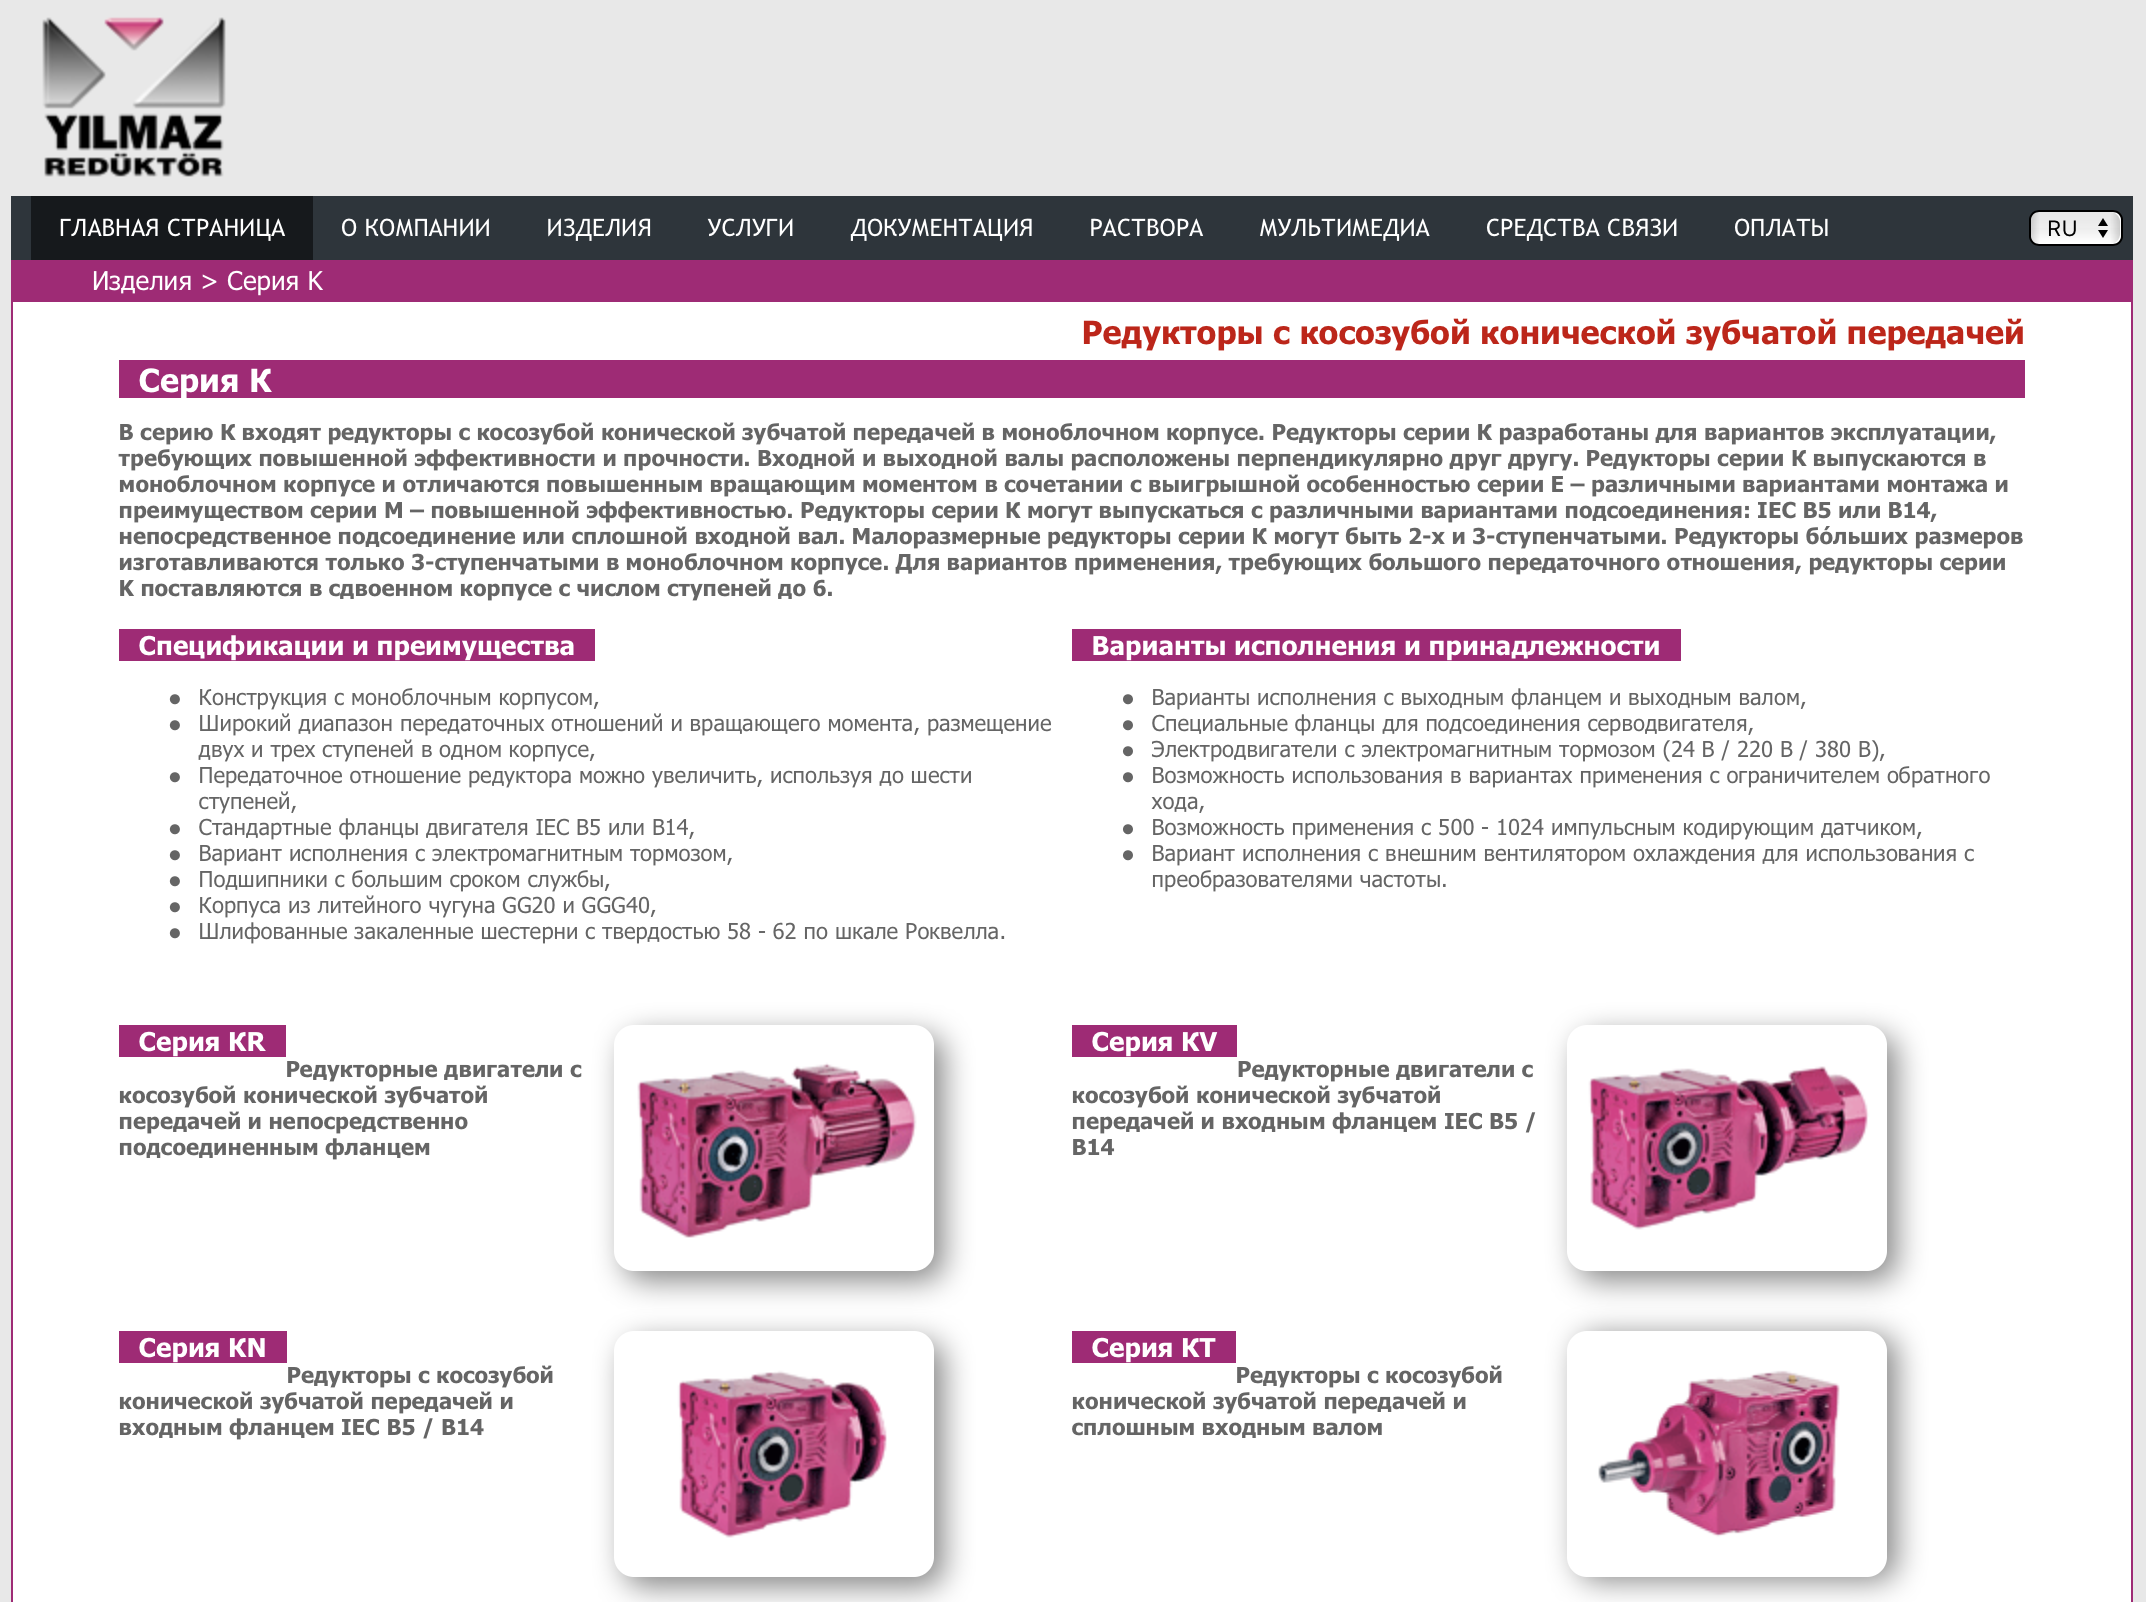 YILMAZ
REDÜKTÖR
ГЛАВНАЯ СТРАНИЦА О КОМПАНИИ ИЗДЕЛИЯ УСЛУГИ ДОКУМЕНТАЦИЯ РАСТВОРА МУЛЬТИМЕДИА СРЕДСТВА СВЯЗИ ОПЛАТЫ RU
Изделия > Серия K
Редукторы с косозубой конической зубчатой передачей
Серия К
В серию К входят редукторы с косозубой конической зубчатой передачей в моноблочном корпусе. Редукторы серии К разработаны для вариантов эксплуатации,
требующих повышенной эффективности и прочности. Входной и выходной валы расположены перпендикулярно друг другу. Редукторы серии К выпускаются в
моноблочном корпусе и отличаются повышенным вращающим моментом в сочетании с выигрышной особенностью серии Е – различными вариантами монтажа и
преимуществом серии М – повышенной эффективностью. Редукторы серии К могут выпускаться с различными вариантами подсоединения: IEC B5 или B14,
непосредственное подсоединение или сплошной входной вал. Малоразмерные редукторы серии К могут быть 2-х и 3-ступенчатыми. Редукторы бо́льших размеров
изготавливаются только 3-ступенчатыми в моноблочном корпусе. Для вариантов применения, требующих большого передаточного отношения, редукторы серии
К поставляются в сдвоенном корпусе с числом ступеней до 6.
Спецификации и преимущества
Конструкция с моноблочным корпусом,
Широкий диапазон передаточных отношений и вращающего момента, размещение
двух и трех ступеней в одном корпусе,
Передаточное отношение редуктора можно увеличить, используя до шести
ступеней,
Стандартные фланцы двигателя IEC B5 или B14,
Вариант исполнения с электромагнитным тормозом,
Подшипники с большим сроком службы,
Корпуса из литейного чугуна GG20 и GGG40,
Шлифованные закаленные шестерни с твердостью 58 - 62 по шкале Роквелла.
Варианты исполнения и принадлежности
Варианты исполнения с выходным фланцем и выходным валом,
Специальные фланцы для подсоединения серводвигателя,
Электродвигатели с электромагнитным тормозом (24 В / 220 В / 380 В),
Возможность использования в вариантах применения с ограничителем обратного
хода,
Возможность применения с 500 - 1024 импульсным кодирующим датчиком,
Вариант исполнения с внешним вентилятором охлаждения для использования с
преобразователями частоты.
Серия KR
Редукторные двигатели с
косозубой конической зубчатой
передачей и непосредственно
подсоединенным фланцем
Серия KV
Редукторные двигатели с
косозубой конической зубчатой
передачей и входным фланцем IEC B5 /
B14
Серия KN
Редукторы с косозубой
конической зубчатой передачей и
входным фланцем IEC B5 / B14
Серия KT
Редукторы с косозубой
конической зубчатой передачей и
сплошным входным валом